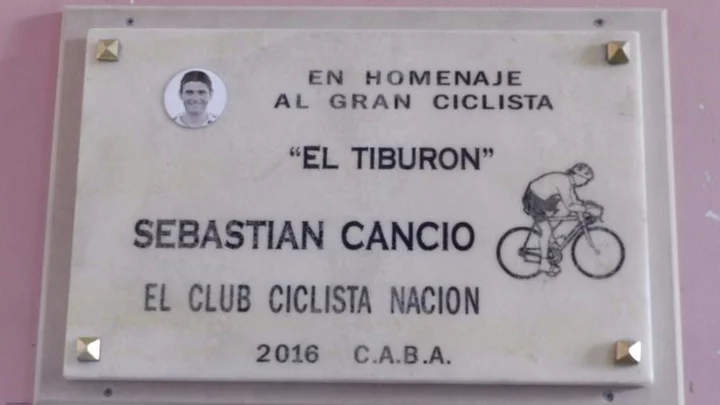 EN HOMENAJE
AL GRAN CICLISTA
"EL TIBURON"
SEBASTIAN CANCIO
EL CLUB CICLISTA NACION
2016 C.A.B.A.